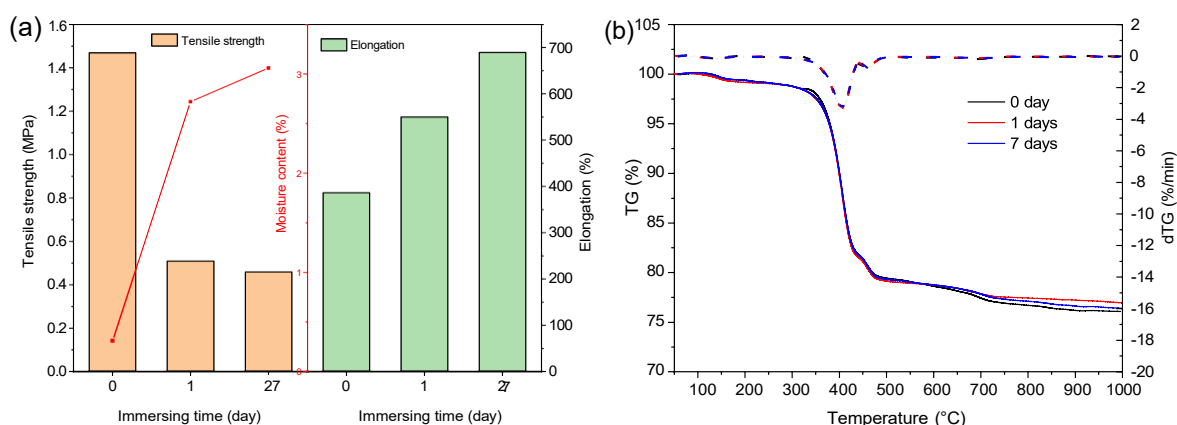 (a)
Tensile strength
Elongation
1.6
1.4
1.2
1.0
0.8
0.6
0.4
0.2
0.0
Tensile strength (MPa)
0 1 27
Immersing time (day)
3
2
1
0
Moisture content (%)
0 1 27
Immersing time (day)
700
600
500
400
300
200
100
0
Elongation (%)
(b)
105
100
95
90
85
80
75
70
TG (%)
0 day
1 days
7 days
100 200 300 400 500 600 700 800 900 1000
Temperature (°C)
2
0
-2
-4
-6
-8
-10
-12
-14
-16
-18
-20
dTG (%/min)